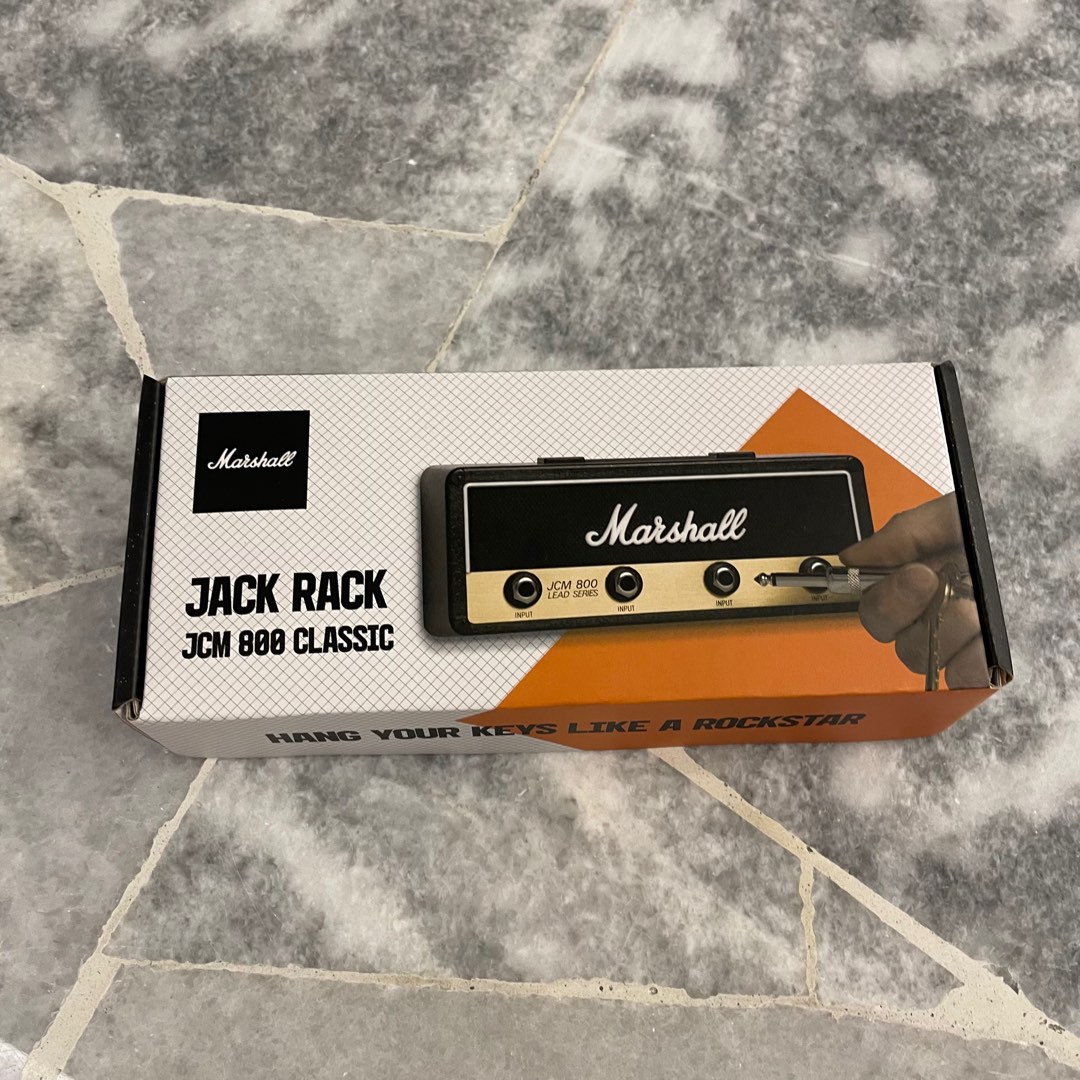 Marshall
JACK RACK
JCM 800 CLASSIC
Marshall
JCM 800
LEAD SERIES
INPUT
INPUT
INPUT
INPUT
HANG YOUR KEYS LIKE A ROCKSTAR